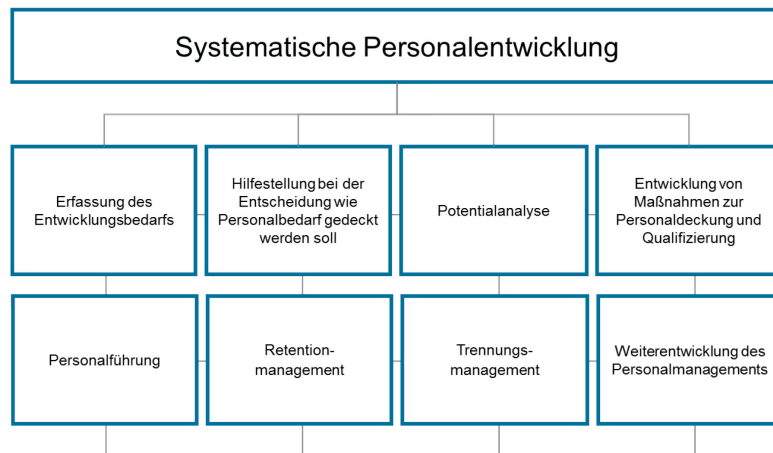 Systematische Personalentwicklung
Erfassung des
Entwicklungsbedarfs
Hilfestellung bei der
Entscheidung wie
Personalbedarf gedeckt
werden soll
Potentialanalyse
Entwicklung von
Maßnahmen zur
Personaldeckung und
Qualifizierung
Personalführung
Retention-
management
Trennungs-
management
Weiterentwicklung des
Personalmanagements